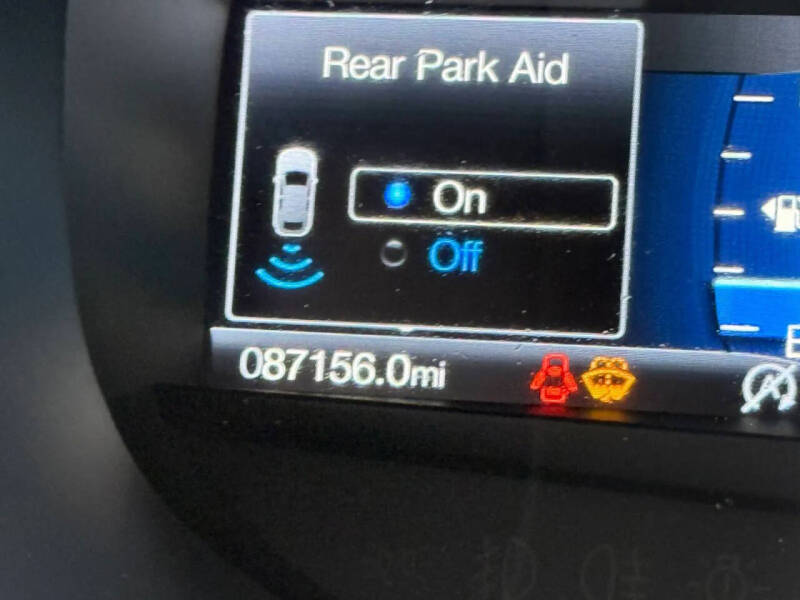 Rear Park Aid
On
Off
E
087156.0mi
A